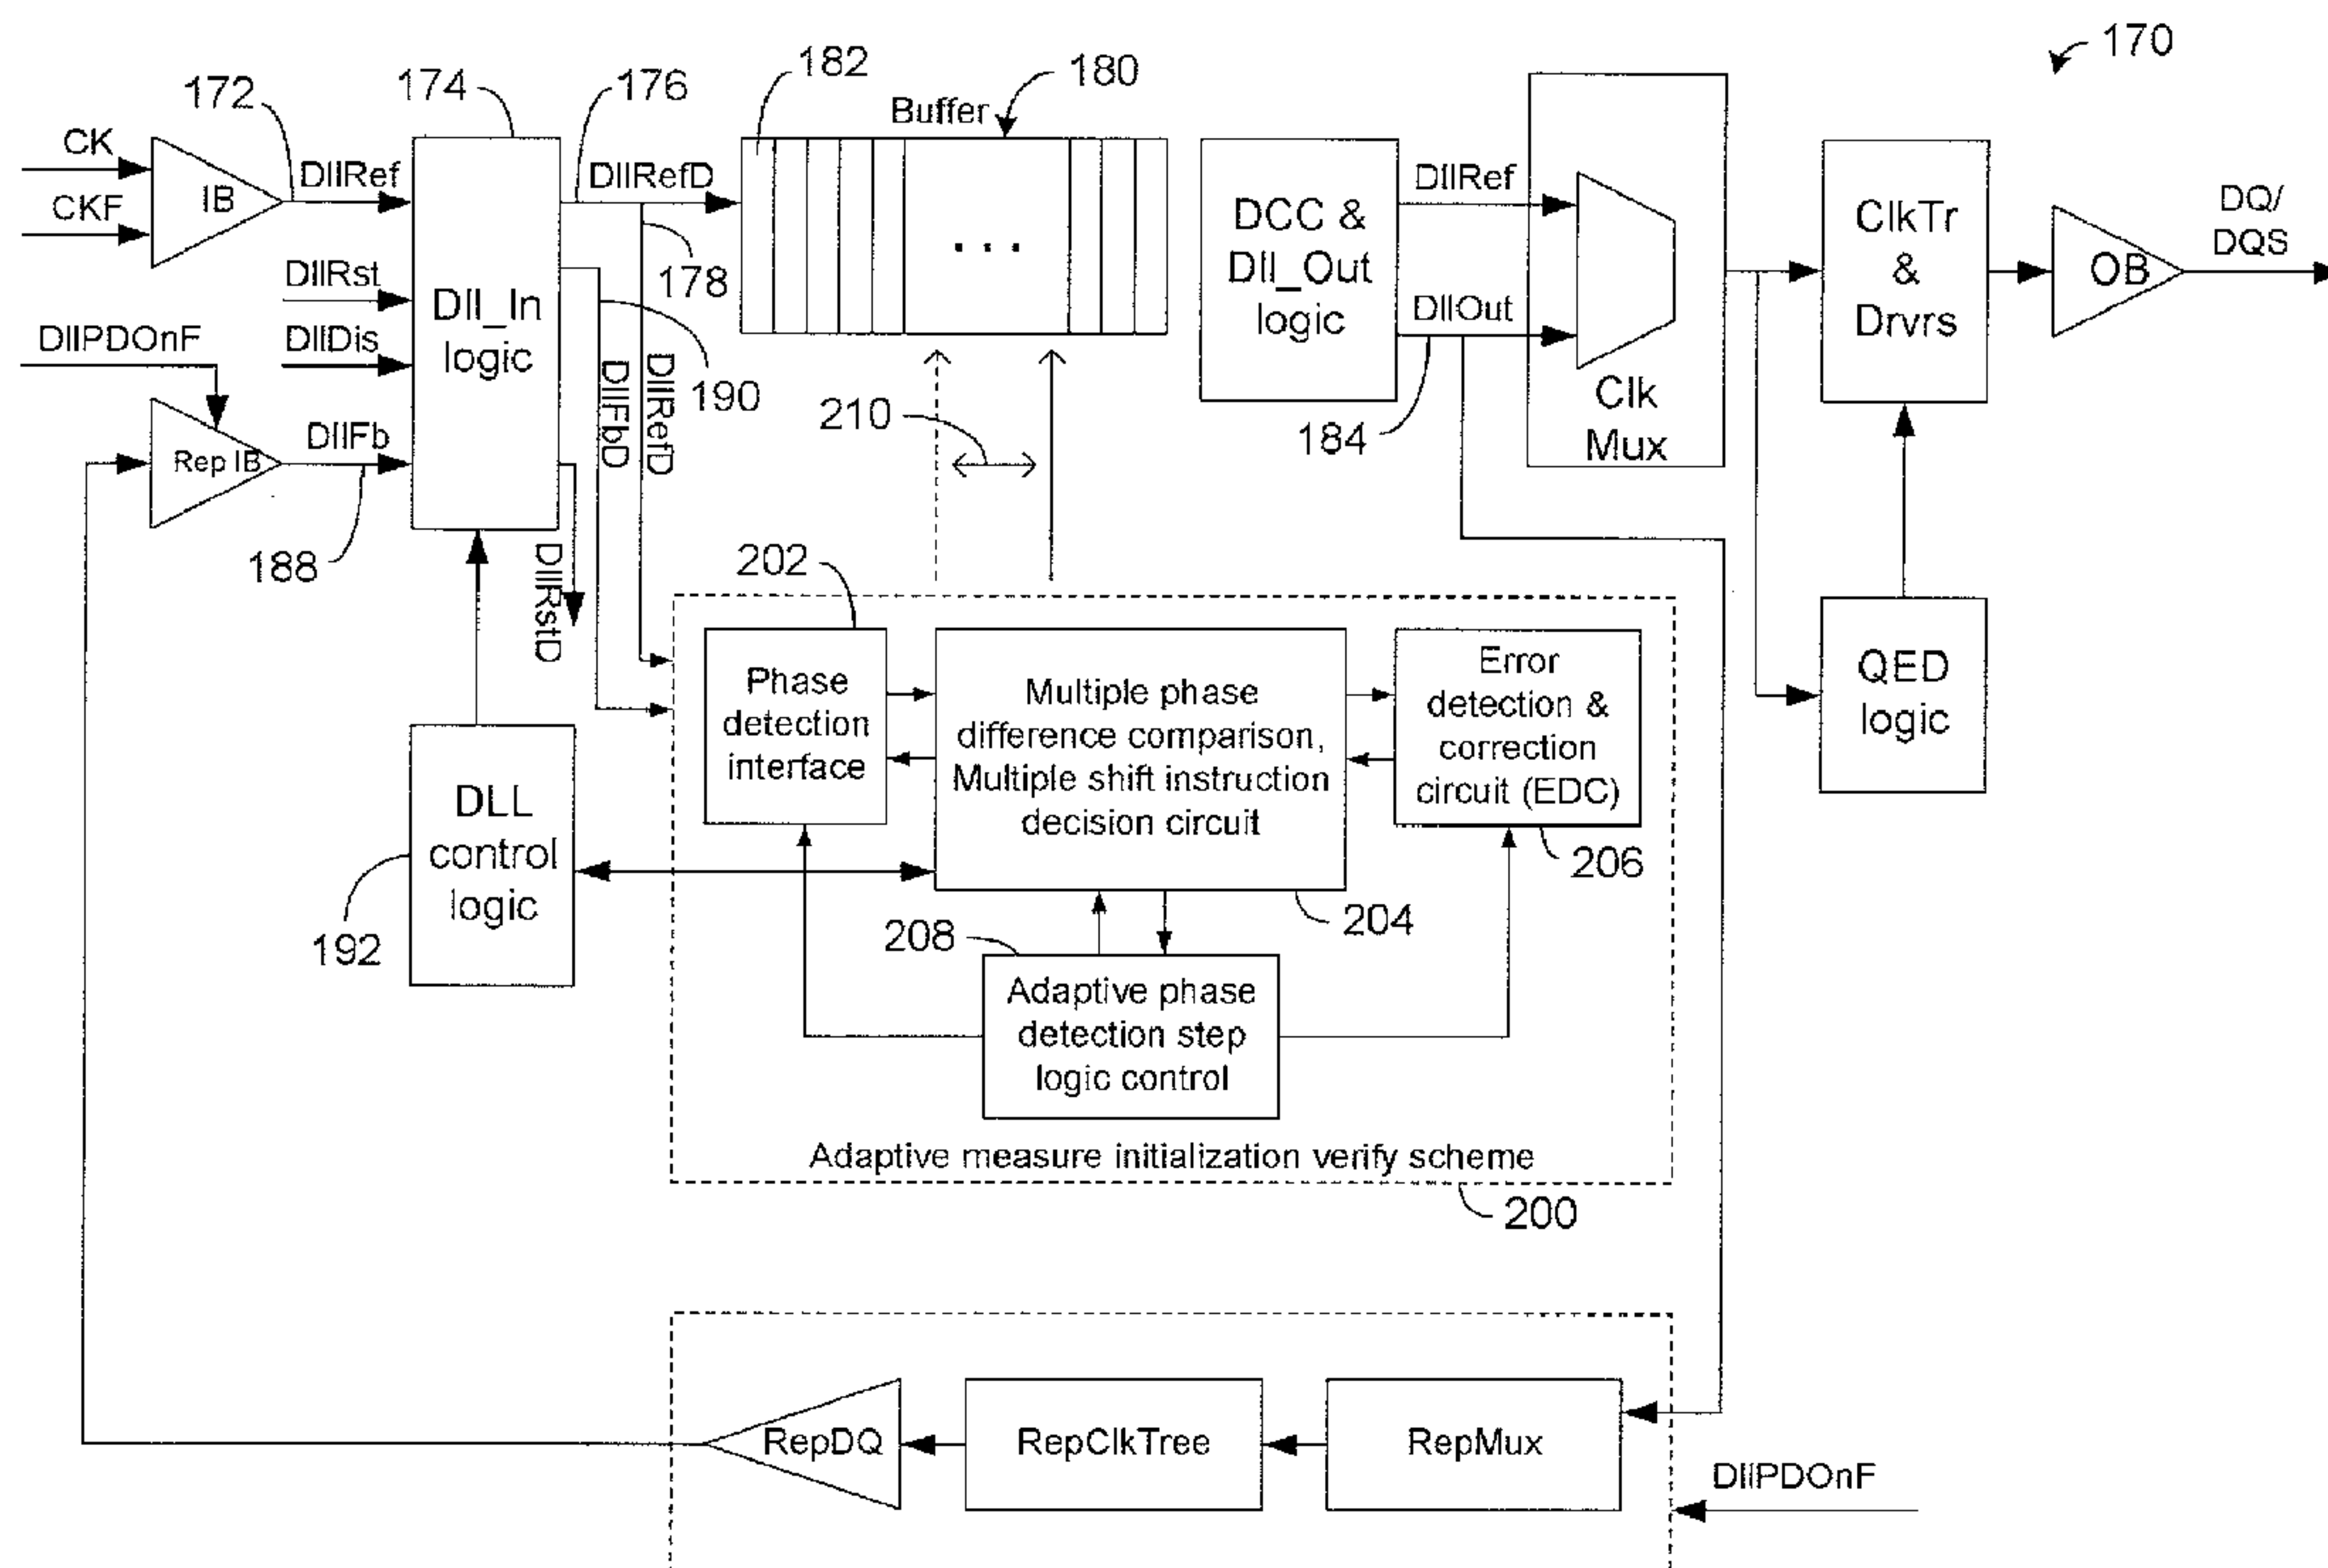 170
172
174
176
182
180
Buffer
CK
CKF
IB
DllRef
DllRefD
DllRst
DllDis
DllPDOnF
Dll_In
logic
178
190
DllFbD
DllRefD
DllRstD
Rep IB
DllFb
188
...
210
DCC &
Dll_Out
logic
DllRef
DllOut
184
Clk
Mux
ClkTr
&
Drvrs
OB
DQ/
DQS
QED
logic
DLL
control
logic
192
202
Phase
detection
interface
Multiple phase
difference comparison,
Multiple shift instruction
decision circuit
204
Error
detection &
correction
circuit (EDC)
206
208
Adaptive phase
detection step
logic control
Adaptive measure initialization verify scheme
200
RepDQ
RepClkTree
RepMux
DllPDOnF